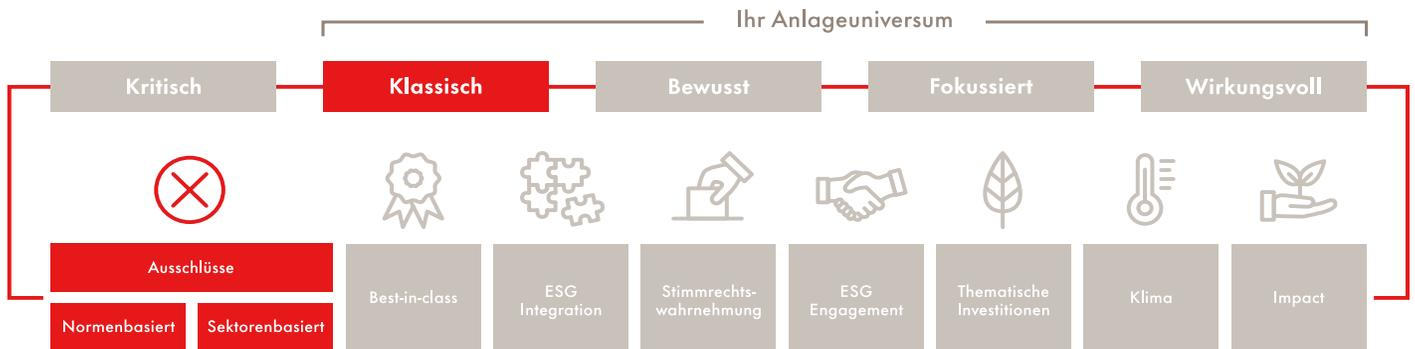 Ihr Anlageuniversum
Kritisch
Klassisch
Bewusst
Fokussiert
Wirkungsvoll
Ausschlüsse
Normenbasiert
Sektorenbasiert
Best-in-class
ESG
Integration
Stimmrechts-
wahrnehmung
ESG
Engagement
Thematische
Investitionen
Klima
Impact